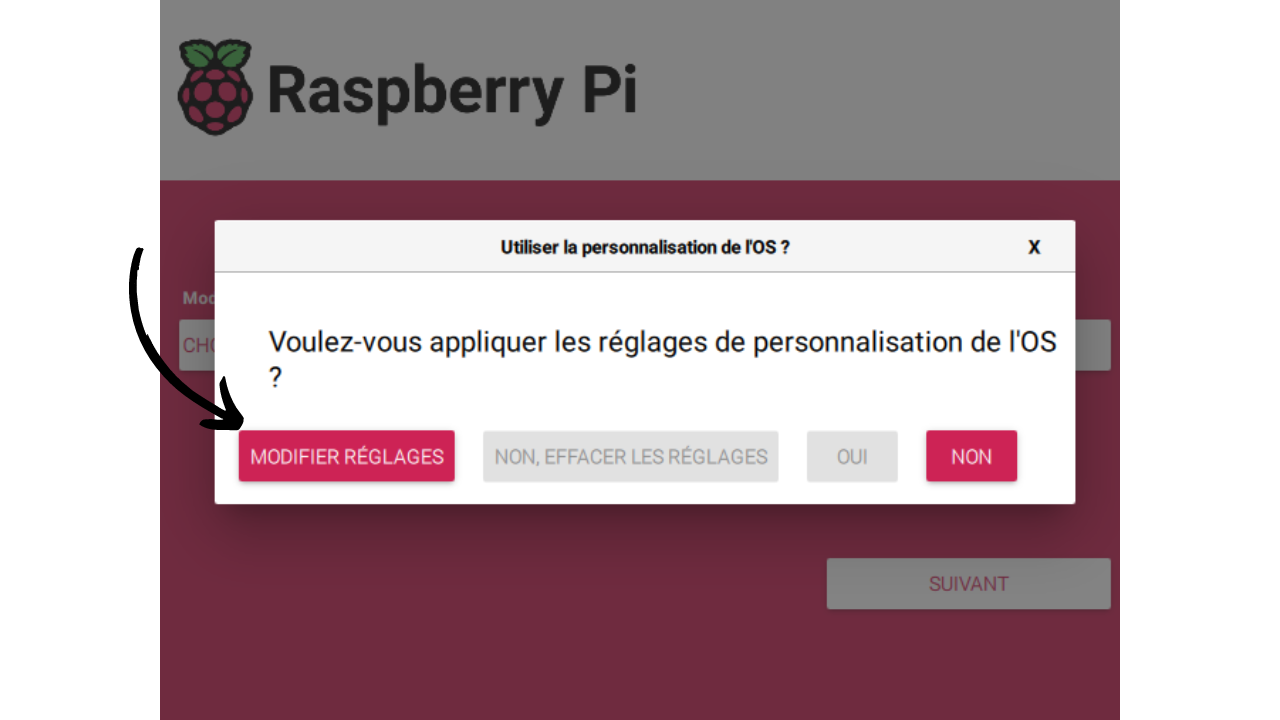 Raspberry Pi
Utiliser la personnalisation de l'OS ?
X
Mod
CHO
Voulez-vous appliquer les réglages de personnalisation de l'OS
?
MODIFIER RÉGLAGES
NON, EFFACER LES RÉGLAGES
OUI
NON
SUIVANT